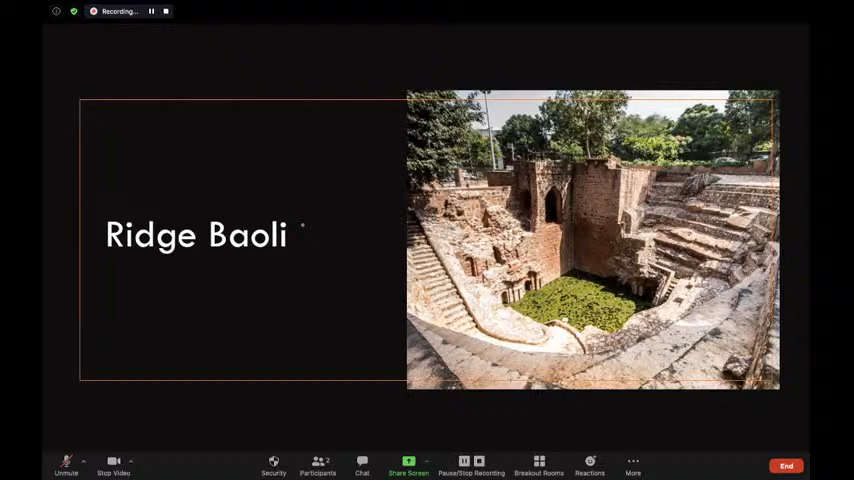 Recording...
Ridge Baoli
Unmute
Stop Video
Security
Participants
2
Chat
Share Screen
Pause/Stop Recording
Breakout Rooms
Reactions
More
End